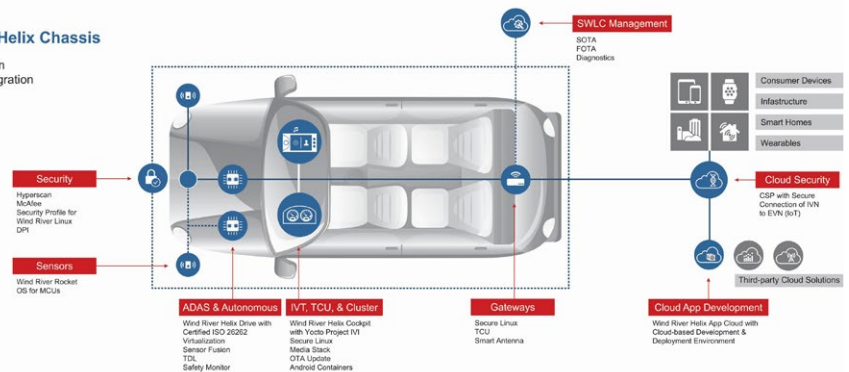 Helix Chassis
SWLC Management
SOTA
FOTA
Diagnostics
Consumer Devices
Infastructure
Smart Homes
Wearables
Security
Hyperscan
McAfee
Security Profile for
Wind River Linux
DPI
Cloud Security
CSP with Secure
Connection of IVN
to EVN (IoT)
Sensors
Wind River Rocket
OS for MCUs
Third-party Cloud Solutions
ADAS & Autonomous
Wind River Helix Drive with
Certified ISO 26262
Virtualization
Sensor Fusion
TDL
Safety Monitor
IVT, TCU, & Cluster
Wind River Helix Cockpit
with Yocto Project IVI
Secure Linux
Media Stack
OTA Update
Android Containers
Gateways
Secure Linux
TCU
Smart Antenna
Cloud App Development
Wind River Helix App Cloud with
Cloud-based Development &
Deployment Environment